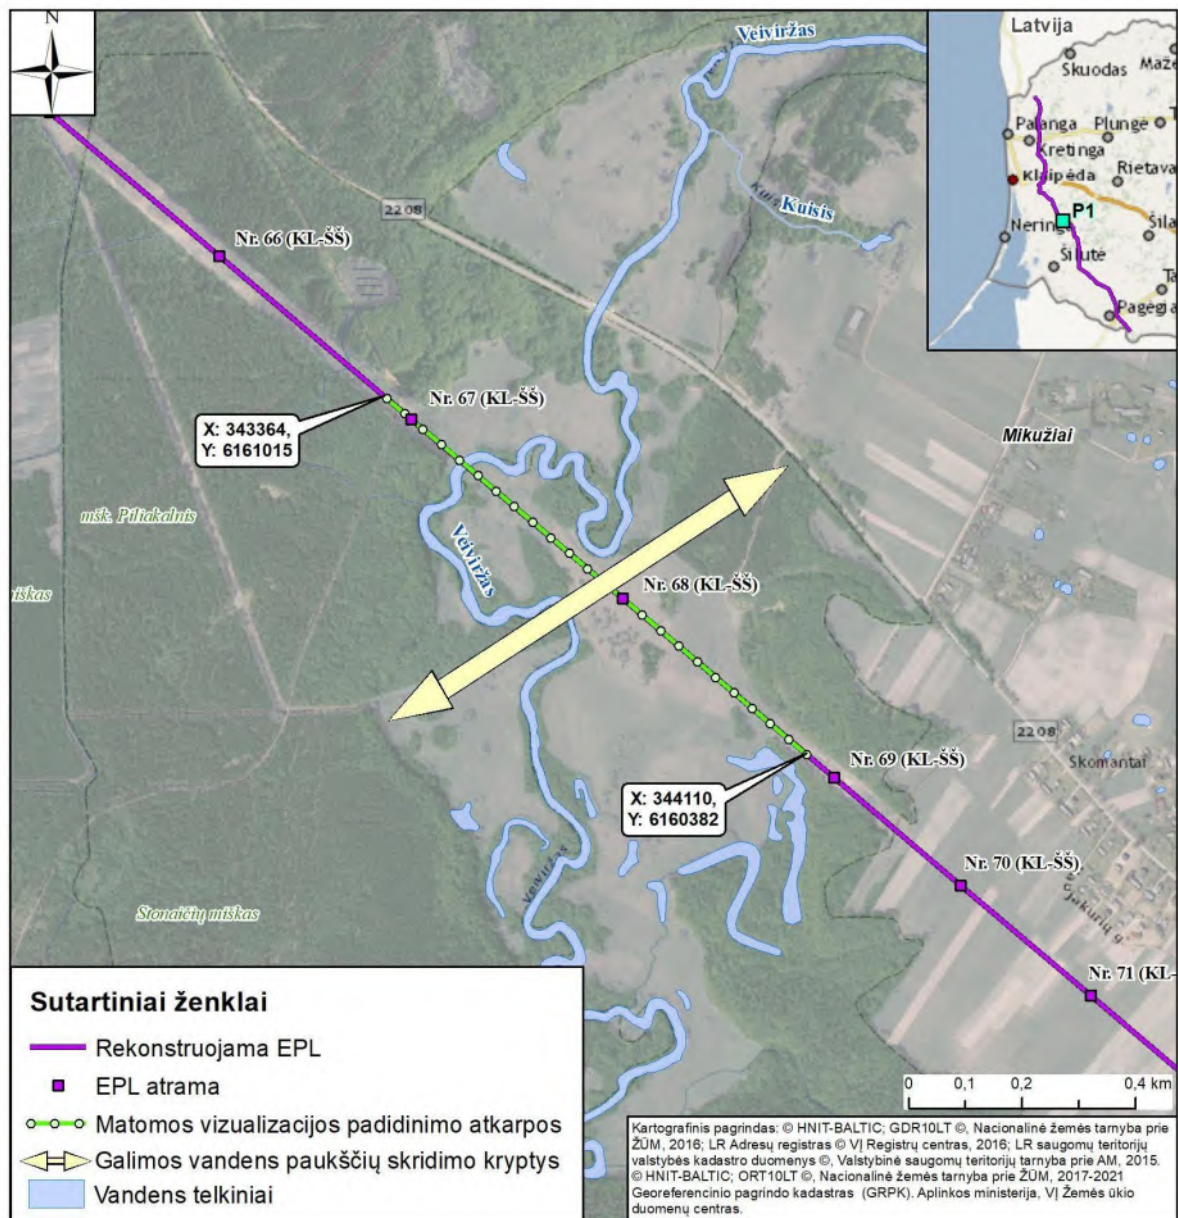 N
Veiviržas
Latvija
Skuodas
Maže
Palanga
Plungė
Kretinga
Rietava
Klaipėda
P1
Neringa
Šila
Šilutė
Ta
Pagėgia
2208
Kuisis
Nr. 66 (KL-ŠŠ)
Nr. 67 (KL-ŠŠ)
X: 343364,
Y: 6161015
Mikužiai
mšk. Piliakalnis
Veiviržas
Nr. 68 (KL-ŠŠ)
iškas
2208
Skomantai
Nr. 69 (KL-ŠŠ)
X: 344110,
Y: 6160382
Nr. 70 (KL-ŠŠ)
Veiviržas
Jakurių g.
Stonaičių miškas
Nr. 71 (KL-
Sutartiniai ženklai
Rekonstruojama EPL
EPL atrama
Matomos vizualizacijos padidinimo atkarpos
Galimos vandens paukščių skridimo kryptys
Vandens telkiniai
0 0,1 0,2 0,4 km
Kartografinis pagrindas: © HNIT-BALTIC; GDR10LT ©, Nacionalinė žemės tarnyba prie
ŽŪM, 2016; LR Adresų registras © VĮ Registrų centras, 2016; LR saugomų teritorijų
valstybės kadastro duomenys ©, Valstybinė saugomų teritorijų tarnyba prie AM, 2015.
© HNIT-BALTIC; ORT10LT ©, Nacionalinė žemės tarnyba prie ŽŪM, 2017-2021
Georeferencinio pagrindo kadastras (GRPK). Aplinkos ministerija, VĮ Žemės ūkio
duomenų centras.